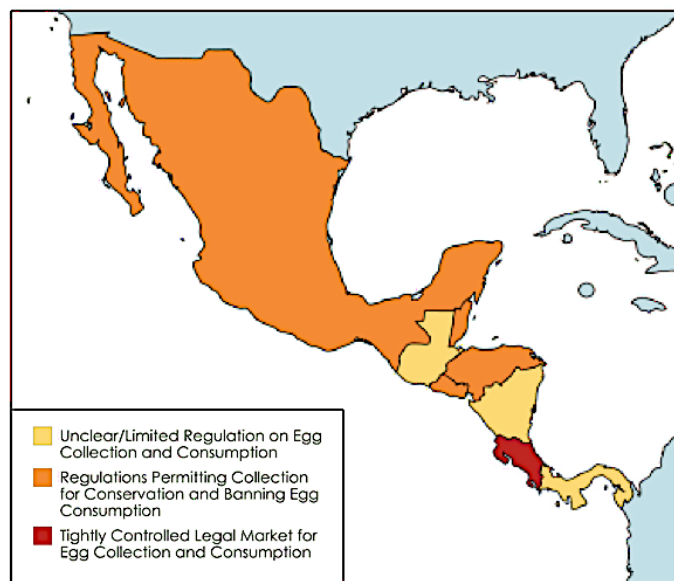 Unclear/Limited Regulation on Egg
Collection and Consumption
Regulations Permitting Collection
for Conservation and Banning Egg
Consumption
Tightly Controlled Legal Market for
Egg Collection and Consumption